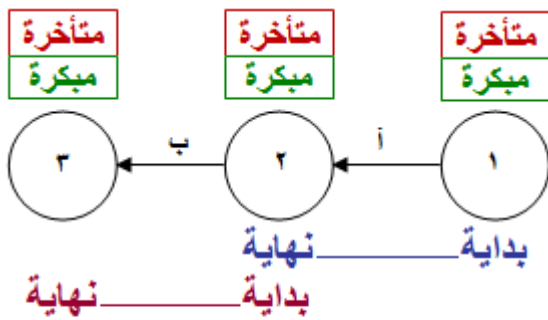 متأخرة متأخرة متأخرة
مبكرة مبكرة مبكرة
أ ب
١ ٢ ٣
بداية نهاية
بداية نهاية